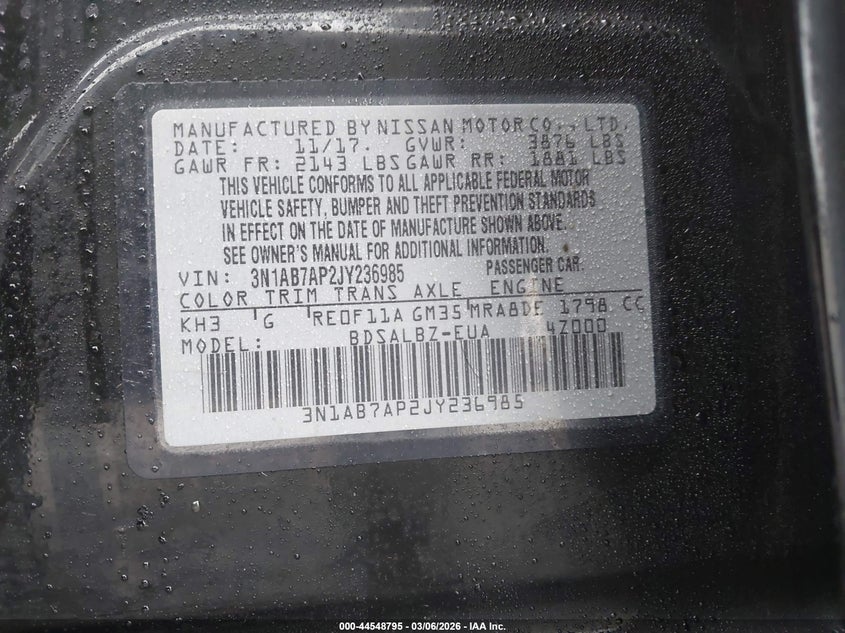 MANUFACTURED BY NISSAN MOTOR CO., LTD.
DATE: 11/17. GVWR: 3876 LBS
GAWR FR: 2143 LBS GAWR RR: 1881 LBS
THIS VEHICLE CONFORMS TO ALL APPLICABLE FEDERAL MOTOR
VEHICLE SAFETY, BUMPER AND THEFT PREVENTION STANDARDS
IN EFFECT ON THE DATE OF MANUFACTURE SHOWN ABOVE.
SEE OWNER'S MANUAL FOR ADDITIONAL INFORMATION.
VIN: 3N1AB7AP2JY236985 PASSENGER CAR.
COLOR TRIM TRANS AXLE ENGINE
KH3 G RE0F11A GM35 MRA8DE 1798 CC
MODEL: BDSALBZ-EUA 4Z000
3N1AB7AP2JY236985
000-44548795 - 03/06/2026 - IAA Inc.